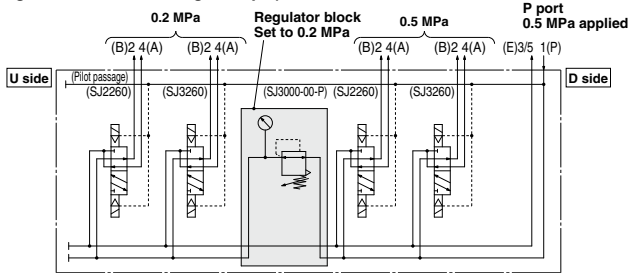 P port
0.5 MPa applied
0.2 MPa
Regulator block
Set to 0.2 MPa
0.5 MPa
(B)2 4(A) (B)2 4(A) (B)2 4(A) (B)2 4(A) (E)3/5 1(P)
U side
D side
(Pilot passage)
(SJ2260) (SJ3260) (SJ3000-00-P) (SJ2260) (SJ3260)